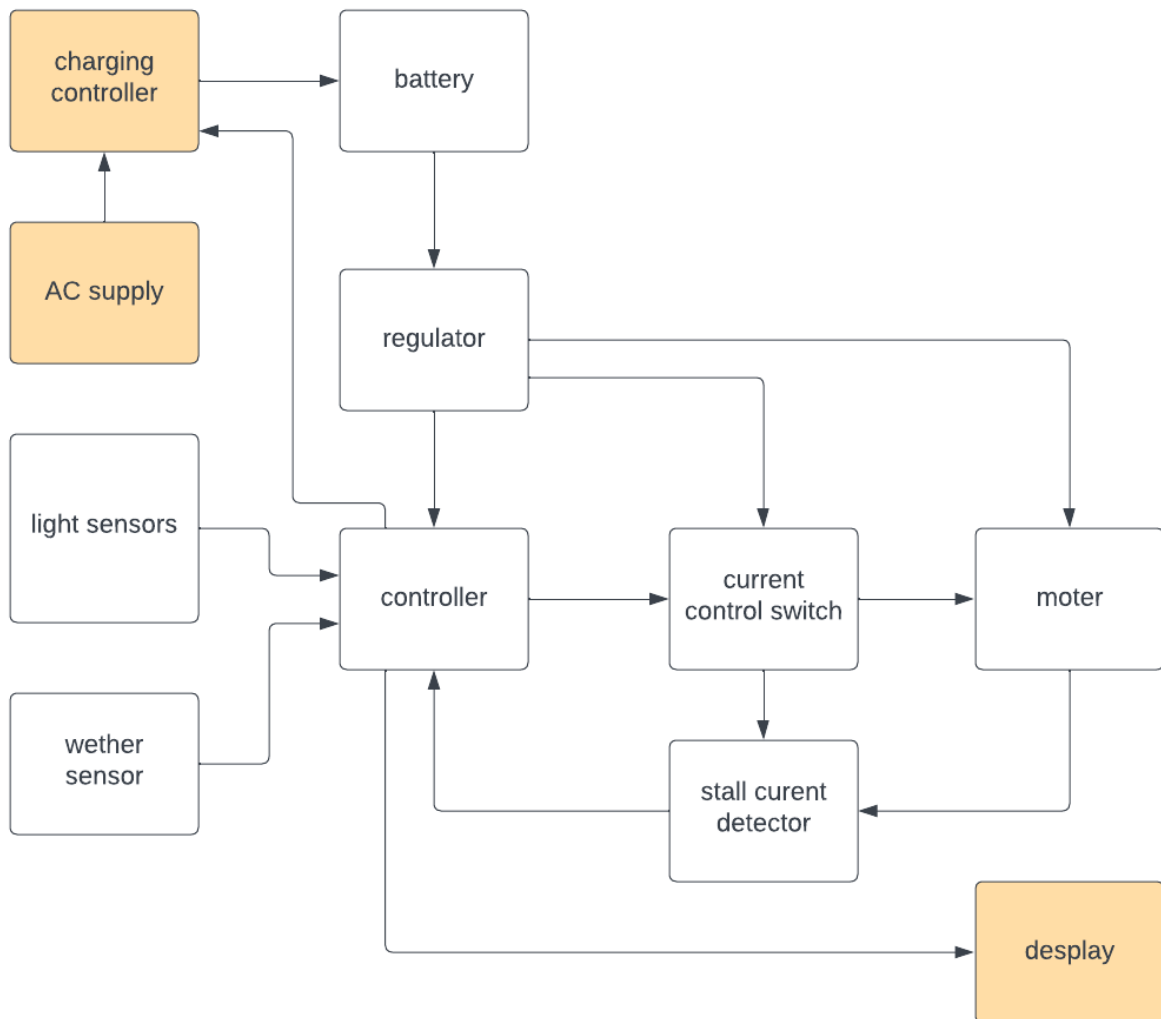 charging
controller
battery
AC supply
regulator
light sensors
controller
current
control switch
moter
wether
sensor
stall curent
detector
desplay